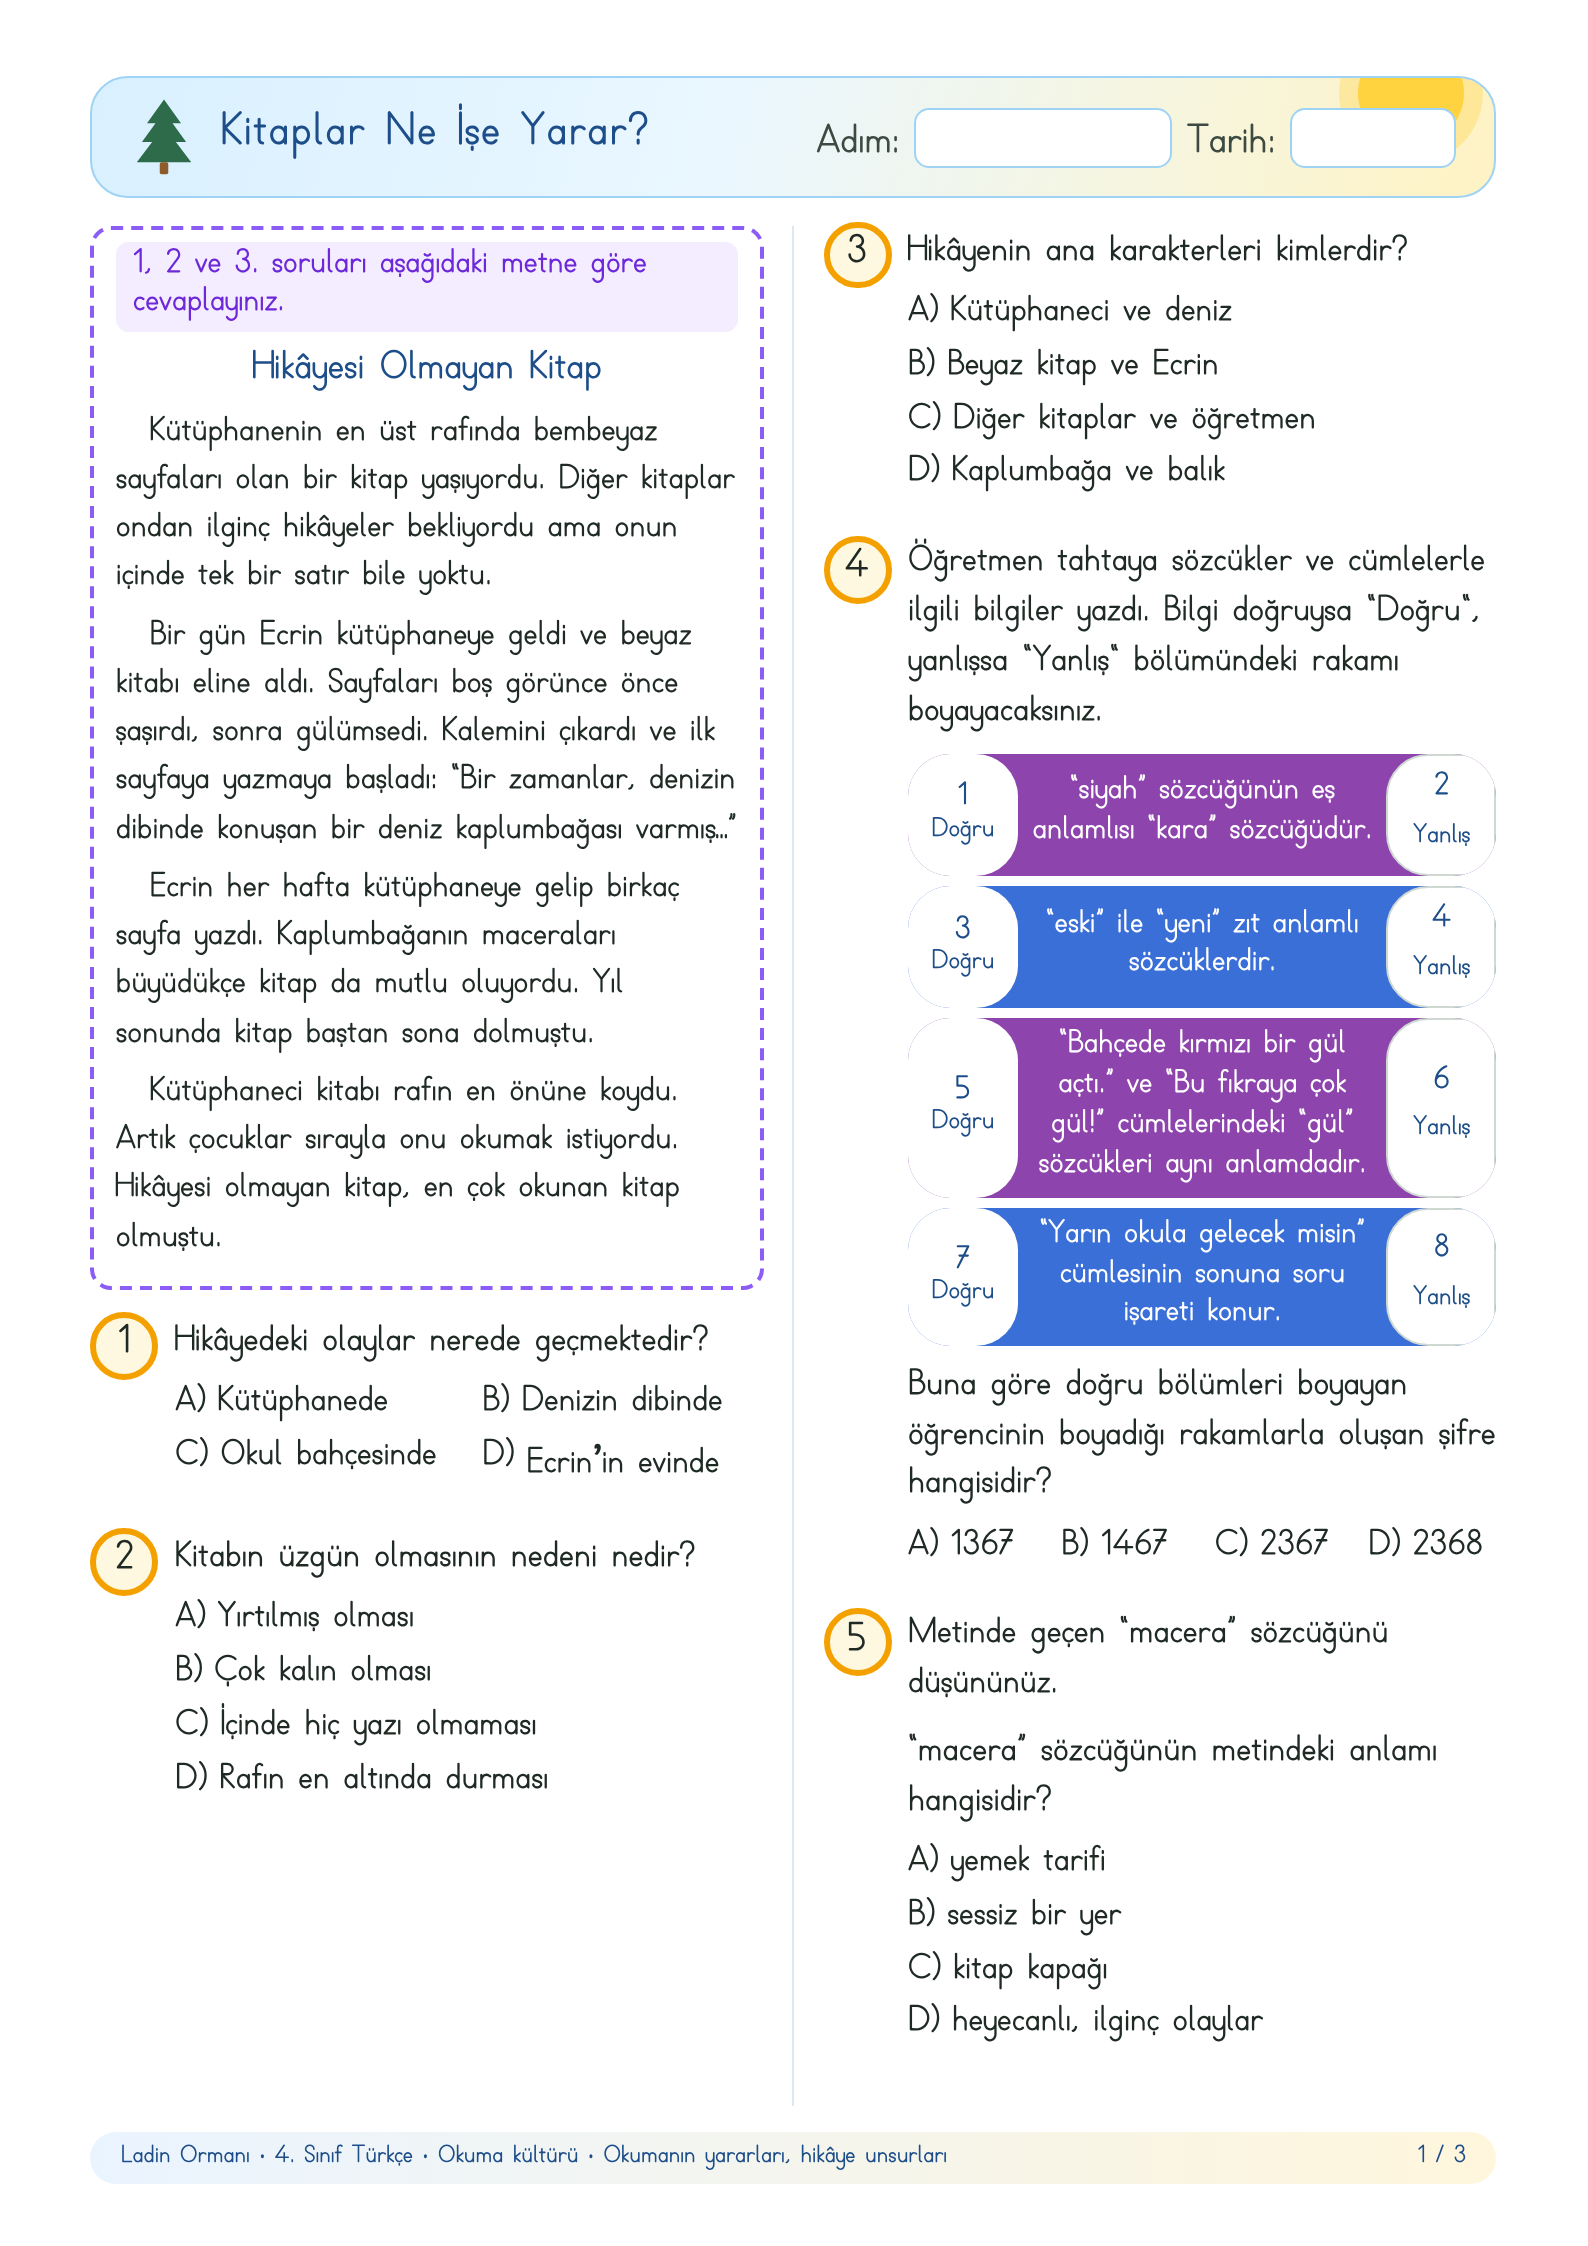 Kitaplar Ne İşe Yarar?
Adım:
Tarih:
1, 2 ve 3. soruları aşağıdaki metne göre
cevaplayınız.
Hikâyesi Olmayan Kitap
Kütüphanenin en üst rafında bembeyaz
sayfaları olan bir kitap yaşıyordu. Diğer kitaplar
ondan ilginç hikâyeler bekliyordu ama onun
içinde tek bir satır bile yoktu.
Bir gün Ecrin kütüphaneye geldi ve beyaz
kitabı eline aldı. Sayfaları boş görünce önce
şaşırdı, sonra gülümsedi. Kalemini çıkardı ve ilk
sayfaya yazmaya başladı: “Bir zamanlar, denizin
dibinde konuşan bir deniz kaplumbağası varmış…”
Ecrin her hafta kütüphaneye gelip birkaç
sayfa yazdı. Kaplumbağanın maceraları
büyüdükçe kitap da mutlu oluyordu. Yıl
sonunda kitap baştan sona dolmuştu.
Kütüphaneci kitabı rafın en önüne koydu.
Artık çocuklar sırayla onu okumak istiyordu.
Hikâyesi olmayan kitap, en çok okunan kitap
olmuştu.
1
Hikâyedeki olaylar nerede geçmektedir?
A) Kütüphanede
B) Denizin dibinde
C) Okul bahçesinde
D) Ecrin’in evinde
2
Kitabın üzgün olmasının nedeni nedir?
A) Yırtılmış olması
B) Çok kalın olması
C) İçinde hiç yazı olmaması
D) Rafın en altında durması
3
Hikâyenin ana karakterleri kimlerdir?
A) Kütüphaneci ve deniz
B) Beyaz kitap ve Ecrin
C) Diğer kitaplar ve öğretmen
D) Kaplumbağa ve balık
4
Öğretmen tahtaya sözcükler ve cümlelerle
ilgili bilgiler yazdı. Bilgi doğruysa “Doğru“,
yanlışsa “Yanlış“ bölümündeki rakamı
boyayacaksınız.
1
Doğru
“siyah” sözcüğünün eş
anlamlısı “kara” sözcüğüdür.
2
Yanlış
3
Doğru
“eski” ile “yeni” zıt anlamlı
sözcüklerdir.
4
Yanlış
5
Doğru
“Bahçede kırmızı bir gül
açtı.” ve “Bu fıkraya çok
gül!” cümlelerindeki “gül”
sözcükleri aynı anlamdadır.
6
Yanlış
7
Doğru
“Yarın okula gelecek misin”
cümlesinin sonuna soru
işareti konur.
8
Yanlış
Buna göre doğru bölümleri boyayan
öğrencinin boyadığı rakamlarla oluşan şifre
hangisidir?
A) 1367 B) 1467 C) 2367 D) 2368
5
Metinde geçen “macera” sözcüğünü
düşününüz.
“macera” sözcüğünün metindeki anlamı
hangisidir?
A) yemek tarifi
B) sessiz bir yer
C) kitap kapağı
D) heyecanlı, ilginç olaylar
Ladin Ormanı • 4. Sınıf Türkçe • Okuma kültürü • Okumanın yararları, hikâye unsurları
1 / 3